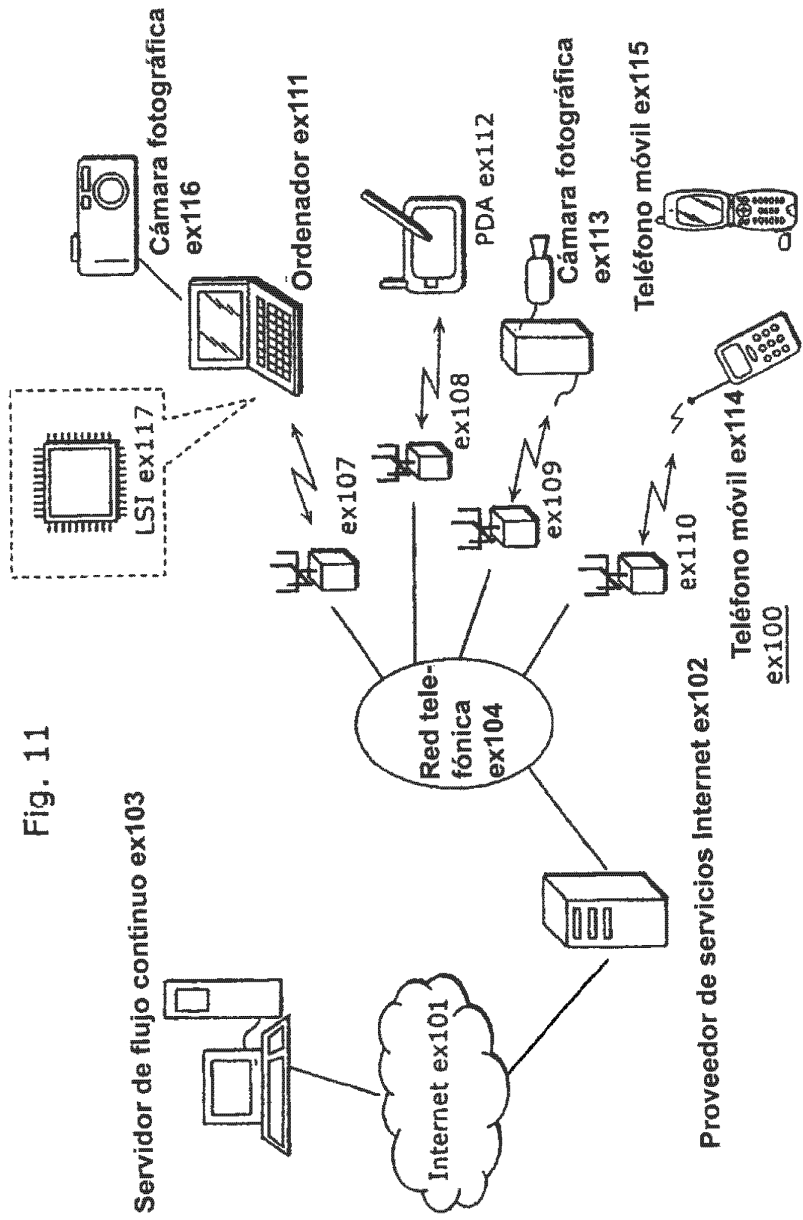 Fig. 11
Servidor de flujo continuo ex103
Internet ex101
Proveedor de servicios Internet ex102
Red tele-
fónica
ex104
LSI ex117
Cámara fotográfica
ex116
Ordenador ex111
ex107
PDA ex112
ex108
Cámara fotográfica
ex113
ex109
Teléfono móvil ex115
ex110
Teléfono móvil ex114
ex100